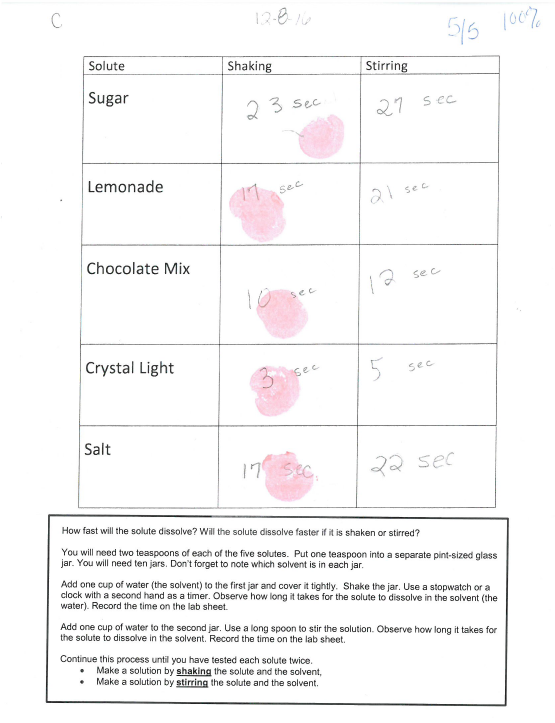 C 12-8-16 5/5 100%
Solute Shaking Stirring
Sugar 23 sec 27 sec
Lemonade 17 sec 21 sec
Chocolate Mix 10 sec 12 sec
Crystal Light 3 sec 5 sec
Salt 17 sec. 22 sec
How fast will the solute dissolve? Will the solute dissolve faster if it is shaken or stirred?
You will need two teaspoons of each of the five solutes. Put one teaspoon into a separate pint-sized glass
jar. You will need ten jars. Don't forget to note which solvent is in each jar.
Add one cup of water (the solvent) to the first jar and cover it tightly. Shake the jar. Use a stopwatch or a
clock with a second hand as a timer. Observe how long it takes for the solute to dissolve in the solvent (the
water). Record the time on the lab sheet.
Add one cup of water to the second jar. Use a long spoon to stir the solution. Observe how long it takes for
the solute to dissolve in the solvent. Record the time on the lab sheet.
Continue this process until you have tested each solute twice.
• Make a solution by shaking the solute and the solvent,
• Make a solution by stirring the solute and the solvent.